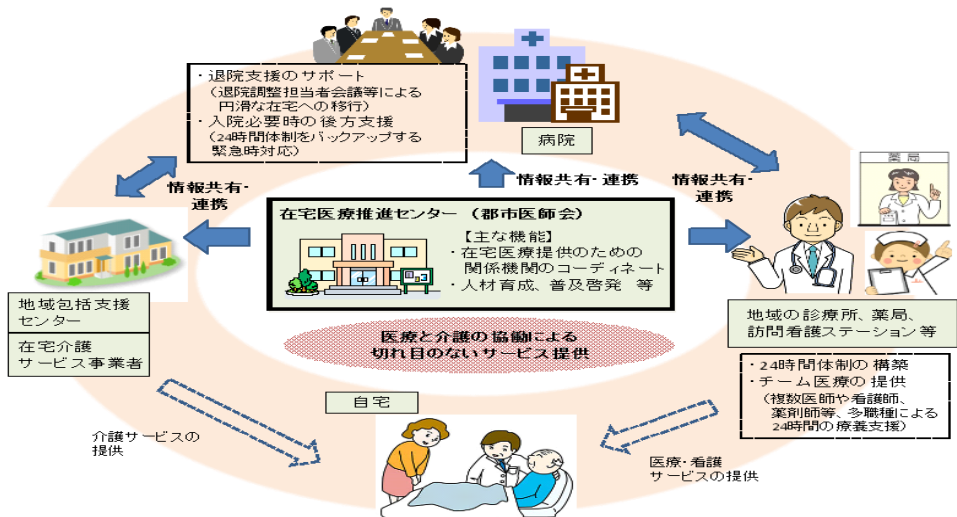 ・退院支援のサポート
（退院調整担当者会議等による
円滑な在宅への移行）
・入院必要時の後方支援
（24時間体制をバックアップする
緊急時対応）
病院
薬局
情報共有・
連携
情報共有・連携
情報共有・
連携
在宅医療推進センター（郡市医師会）
【主な機能】
・在宅医療提供のための
関係機関のコーディネート
・人材育成、普及啓発　等
地域包括支援
センター
在宅介護
サービス事業者
地域の診療所、薬局、
訪問看護ステーション等
医療と介護の協働による
切れ目のないサービス提供
・24時間体制の構築
・チーム医療の提供
（複数医師や看護師、
薬剤師等、多職種による
24時間の療養支援）
自宅
介護サービスの
提供
医療・看護
サービスの提供